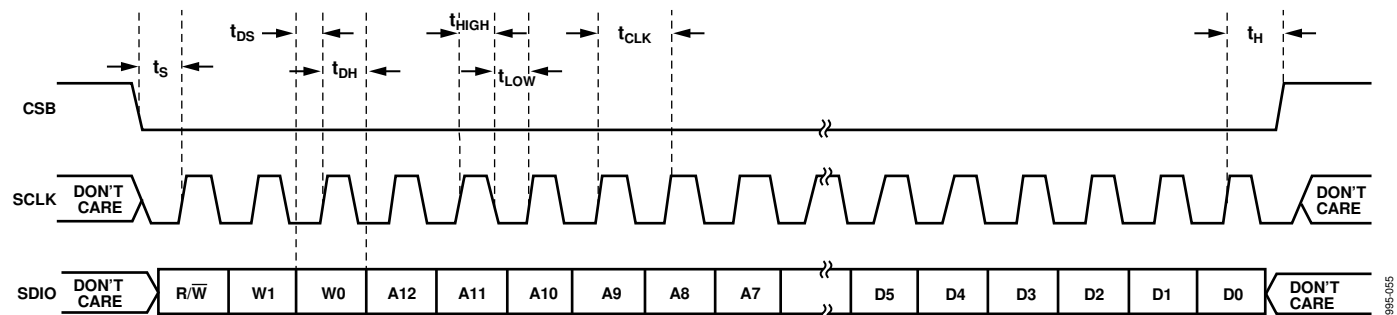 tDS
tHIGH
tCLK
tH
tS
tDH
tLOW
CSB
SCLK
DON'T CARE
DON'T CARE
SDIO
DON'T CARE
R/W̅ W1 W0 A12 A11 A10 A9 A8 A7 D5 D4 D3 D2 D1 D0
DON'T CARE
995-055